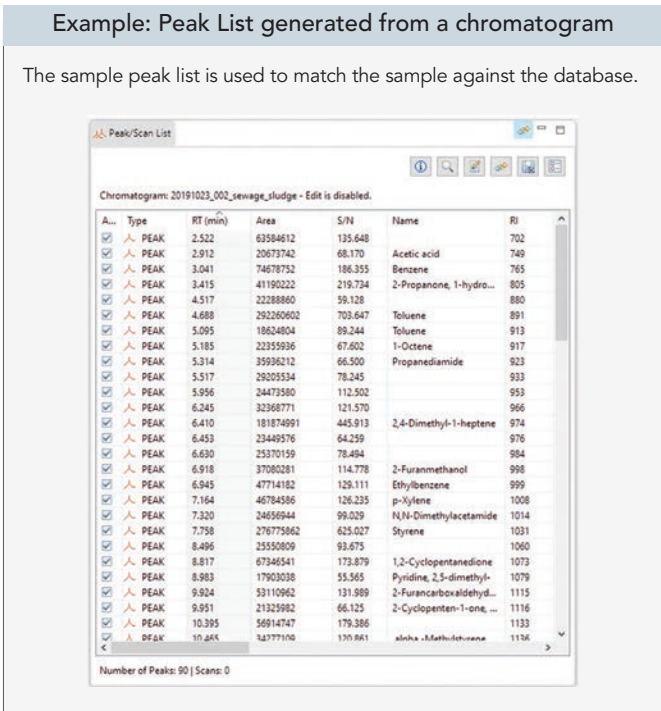 Example: Peak List generated from a chromatogram
The sample peak list is used to match the sample against the database.
Peak/Scan List
Chromatogram: 20191023_002_sewage_sludge - Edit is disabled.
A... Type RT (min) Area S/N Name RI
PEAK 2.522 63584612 135.648 702
PEAK 2.912 20673742 68.170 Acetic acid 749
PEAK 3.041 74678752 186.355 Benzene 765
PEAK 3.415 41190222 219.734 2-Propanone, 1-hydro... 805
PEAK 4.517 22288860 59.128 880
PEAK 4.688 292260602 703.647 Toluene 891
PEAK 5.095 18624804 89.244 Toluene 913
PEAK 5.185 22355936 67.602 1-Octene 917
PEAK 5.314 35936212 66.500 Propanediamide 923
PEAK 5.517 29205534 78.245 933
PEAK 5.956 24473580 112.502 953
PEAK 6.245 32368771 121.570 966
PEAK 6.410 181874991 445.913 2,4-Dimethyl-1-heptene 974
PEAK 6.453 23449576 64.259 976
PEAK 6.630 25370159 78.494 984
PEAK 6.918 37080281 114.778 2-Furanmethanol 998
PEAK 6.945 47714182 129.111 Ethylbenzene 999
PEAK 7.164 46784586 126.235 p-Xylene 1008
PEAK 7.320 24656944 99.029 N,N-Dimethylacetamide 1014
PEAK 7.758 276775862 625.027 Styrene 1031
PEAK 8.496 25550809 93.675 1060
PEAK 8.817 67346541 173.879 1,2-Cyclopentanedione 1073
PEAK 8.983 17903038 55.565 Pyridine, 2,5-dimethyl- 1079
PEAK 9.924 53110962 131.989 2-Furancarboxaldehyd... 1115
PEAK 9.951 21325982 66.125 2-Cyclopenten-1-one, ... 1116
PEAK 10.395 56914747 179.386 1133
PEAK 10.465 34277109 120.861 alpha.-Methylstyrene 1136
Number of Peaks: 90 | Scans: 0